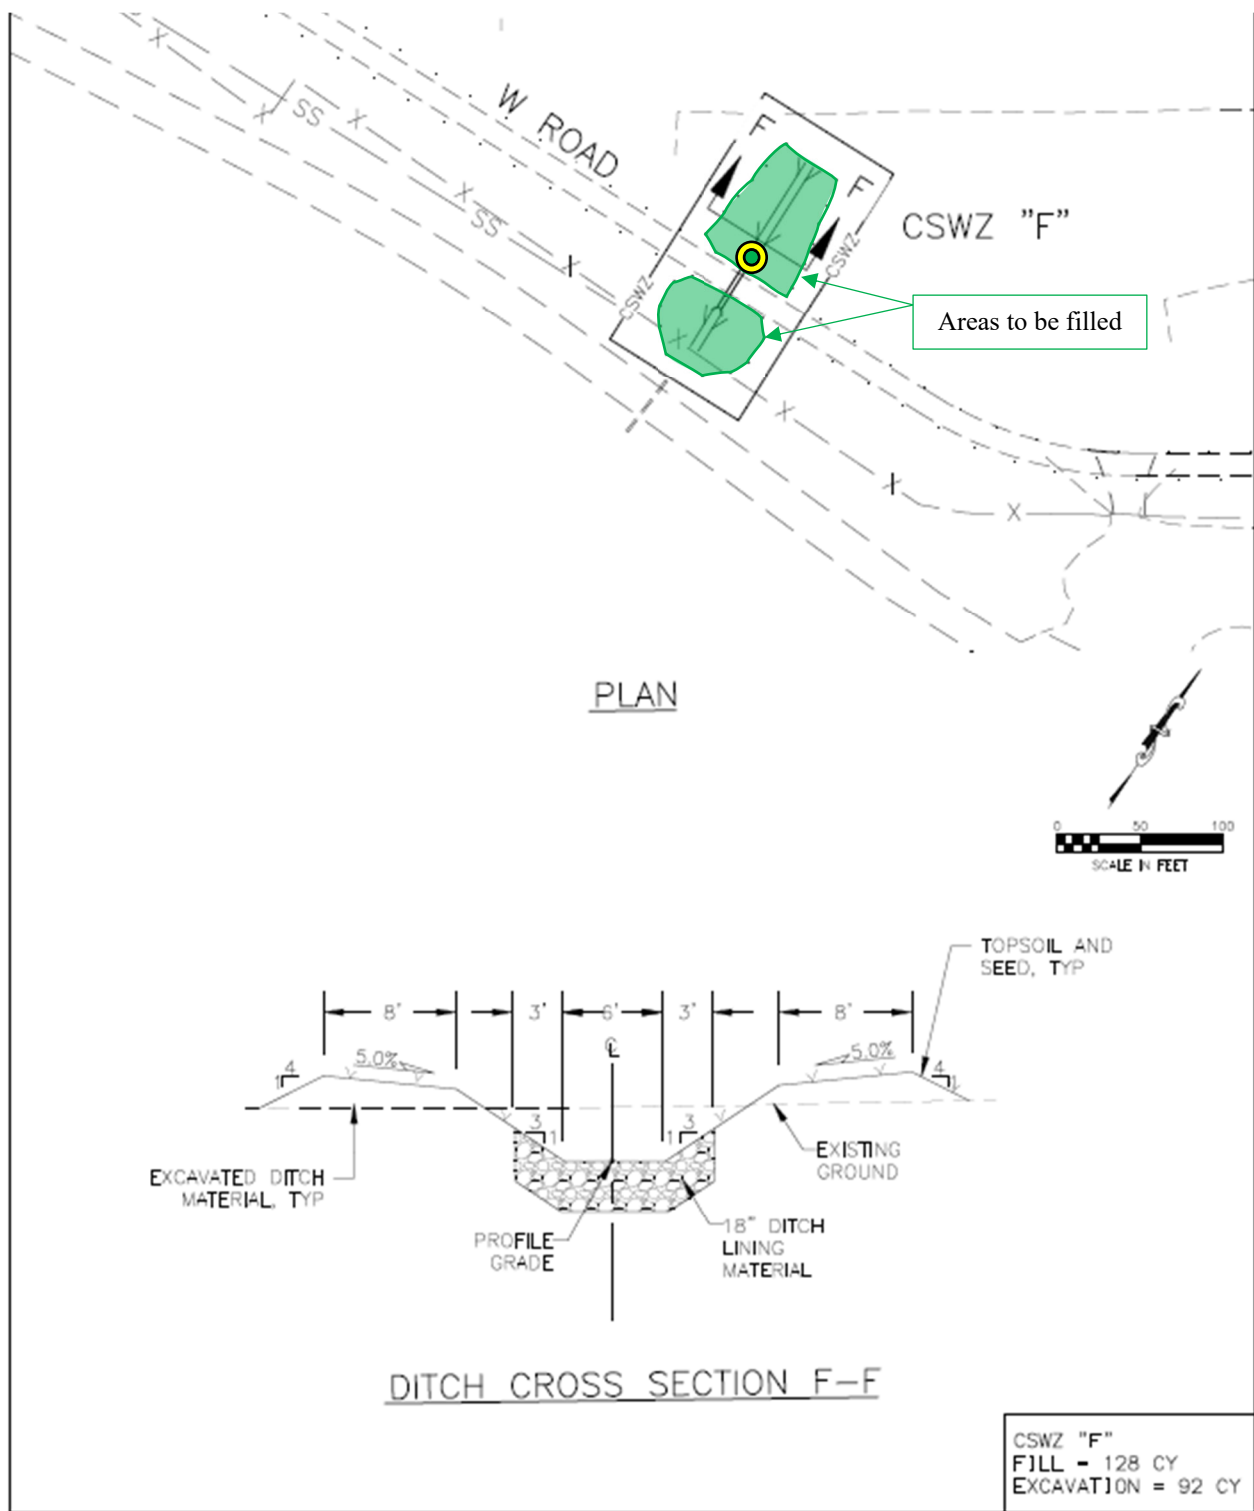 W ROAD
SS
SS
X
X
X
X
X
X
X
X
X
X
F
F
CSWZ "F"
CSWZ
CSWZ
Areas to be filled
PLAN
0 50 100
SCALE IN FEET
TOPSOIL AND
SEED, TYP
8' 3' 6' 3' 8'
℄
5.0% 5.0%
4 4
1 1
3 3
1 1
EXCAVATED DITCH
MATERIAL, TYP
EXISTING
GROUND
PROFILE
GRADE
18" DITCH
LINING
MATERIAL
DITCH CROSS SECTION F-F
CSWZ "F"
FILL = 128 CY
EXCAVATION = 92 CY